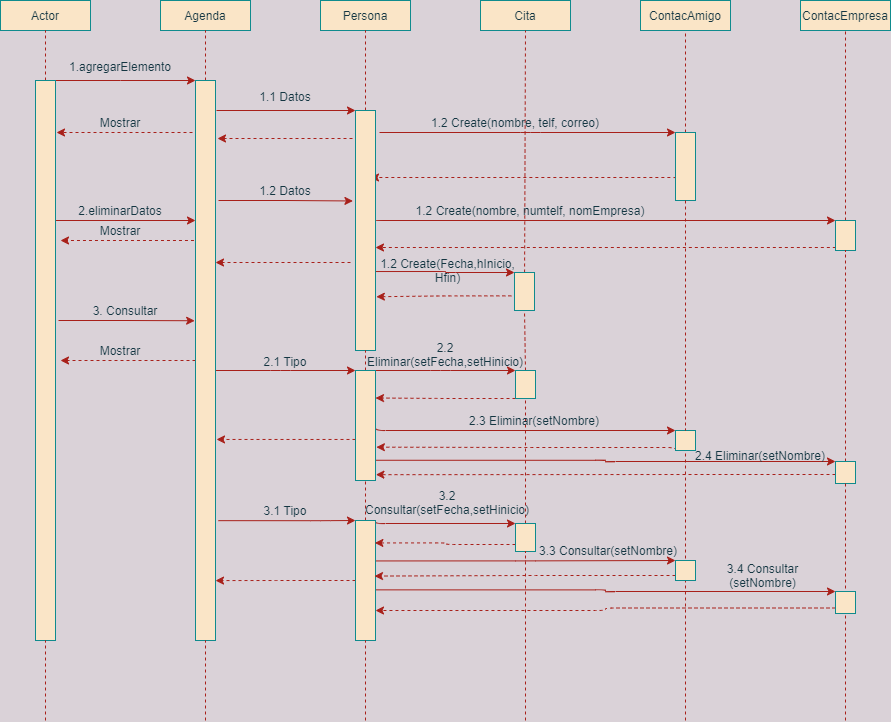 Actor
Agenda
Persona
Cita
ContacAmigo
ContacEmpresa
1.agregarElemento
1.1 Datos
Mostrar
1.2 Create(nombre, telf, correo)
1.2 Datos
2.eliminarDatos
1.2 Create(nombre, numtelf, nomEmpresa)
Mostrar
1.2 Create(Fecha,hInicio,
Hfin)
3. Consultar
Mostrar
2.1 Tipo
2.2
Eliminar(setFecha,setHinicio)
2.3 Eliminar(setNombre)
2.4 Eliminar(setNombre)
3.1 Tipo
3.2
Consultar(setFecha,setHinicio)
3.3 Consultar(setNombre)
3.4 Consultar
(setNombre)